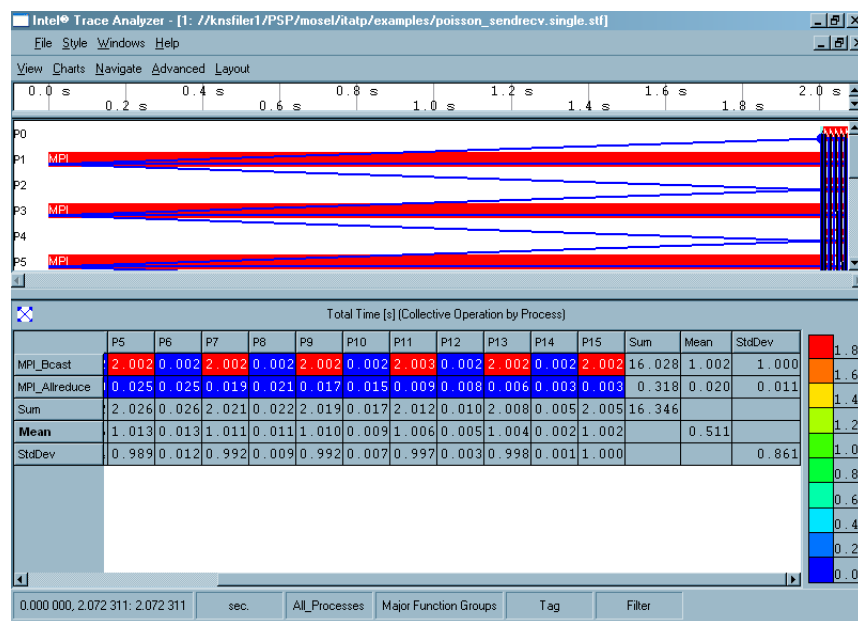 Intel® Trace Analyzer - [1: //knsfiler1/PSP/mosel/itatp/examples/poisson_sendrecv.single.stf]
File Style Windows Help
View Charts Navigate Advanced Layout
0.0 s 0.4 s 0.8 s 1.2 s 1.6 s 2.0 s
0.2 s 0.6 s 1.0 s 1.4 s 1.8 s
P0
P1 MPI
P2
P3 MPI
P4
P5 MPI
Total Time [s] (Collective Operation by Process)
P5 P6 P7 P8 P9 P10 P11 P12 P13 P14 P15 Sum Mean StdDev
MPI_Bcast 2.002 0.002 2.002 0.002 2.002 0.002 2.003 0.002 2.002 0.002 2.002 16.028 1.002 1.000
MPI_Allreduce 0.025 0.025 0.019 0.021 0.017 0.015 0.009 0.008 0.006 0.003 0.003 0.318 0.020 0.011
Sum 2.026 0.026 2.021 0.022 2.019 0.017 2.012 0.010 2.008 0.005 2.005 16.346
Mean 1.013 0.013 1.011 0.011 1.010 0.009 1.006 0.005 1.004 0.002 1.002 0.511
StdDev 0.989 0.012 0.992 0.009 0.992 0.007 0.997 0.003 0.998 0.001 1.000 0.861
1.8
1.6
1.4
1.2
1.0
0.8
0.6
0.4
0.2
0.0
0.000 000, 2.072 311: 2.072 311 sec. All_Processes Major Function Groups Tag Filter